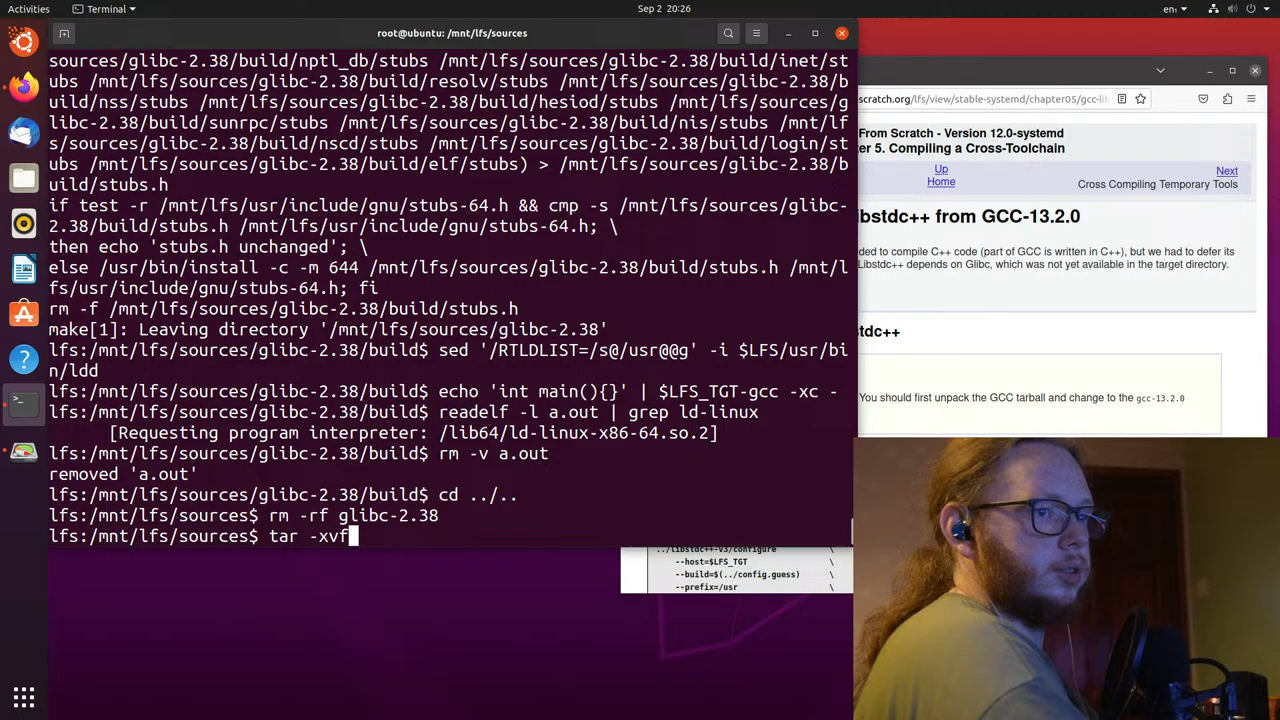 Activities
Terminal
Sep 2 20:26
en
root@ubuntu: /mnt/lfs/sources
sources/glibc-2.38/build/nptl_db/stubs /mnt/lfs/sources/glibc-2.38/build/inet/st
ubs /mnt/lfs/sources/glibc-2.38/build/resolv/stubs /mnt/lfs/sources/glibc-2.38/b
uild/nss/stubs /mnt/lfs/sources/glibc-2.38/build/hesiod/stubs /mnt/lfs/sources/g
libc-2.38/build/sunrpc/stubs /mnt/lfs/sources/glibc-2.38/build/nis/stubs /mnt/lf
s/sources/glibc-2.38/build/nscd/stubs /mnt/lfs/sources/glibc-2.38/build/login/st
ubs /mnt/lfs/sources/glibc-2.38/build/elf/stubs) > /mnt/lfs/sources/glibc-2.38/b
uild/stubs.h
if test -r /mnt/lfs/usr/include/gnu/stubs-64.h && cmp -s /mnt/lfs/sources/glibc-
2.38/build/stubs.h /mnt/lfs/usr/include/gnu/stubs-64.h; \
then echo 'stubs.h unchanged'; \
else /usr/bin/install -c -m 644 /mnt/lfs/sources/glibc-2.38/build/stubs.h /mnt/l
fs/usr/include/gnu/stubs-64.h; fi
rm -f /mnt/lfs/sources/glibc-2.38/build/stubs.h
make[1]: Leaving directory '/mnt/lfs/sources/glibc-2.38'
lfs:/mnt/lfs/sources/glibc-2.38/build$ sed '/RTLDLIST=/s@/usr@@g' -i $LFS/usr/bi
n/ldd
lfs:/mnt/lfs/sources/glibc-2.38/build$ echo 'int main(){}' | $LFS_TGT-gcc -xc -
lfs:/mnt/lfs/sources/glibc-2.38/build$ readelf -l a.out | grep ld-linux
[Requesting program interpreter: /lib64/ld-linux-x86-64.so.2]
lfs:/mnt/lfs/sources/glibc-2.38/build$ rm -v a.out
removed 'a.out'
lfs:/mnt/lfs/sources/glibc-2.38/build$ cd ../..
lfs:/mnt/lfs/sources$ rm -rf glibc-2.38
lfs:/mnt/lfs/sources$ tar -xvf
scratch.org/lfs/view/stable-systemd/chapter05/gcc-li
From Scratch - Version 12.0-systemd
er 5. Compiling a Cross-Toolchain
Up
Home
Next
Cross Compiling Temporary Tools
ibstdc++ from GCC-13.2.0
ded to compile C++ code (part of GCC is written in C++), but we had to defer its
Libstdc++ depends on Glibc, which was not yet available in the target directory.
stdc++
You should first unpack the GCC tarball and change to the gcc-13.2.0
../libstdc++-v3/configure \
--host=$LFS_TGT \
--build=$(../config.guess) \
--prefix=/usr \